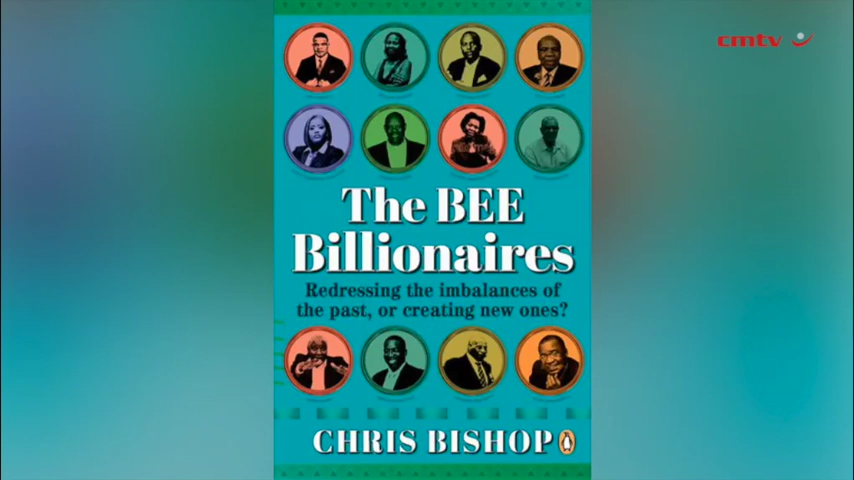 cmtv
The BEE
Billionaires
Redressing the imbalances of
the past, or creating new ones?
CHRIS BISHOP